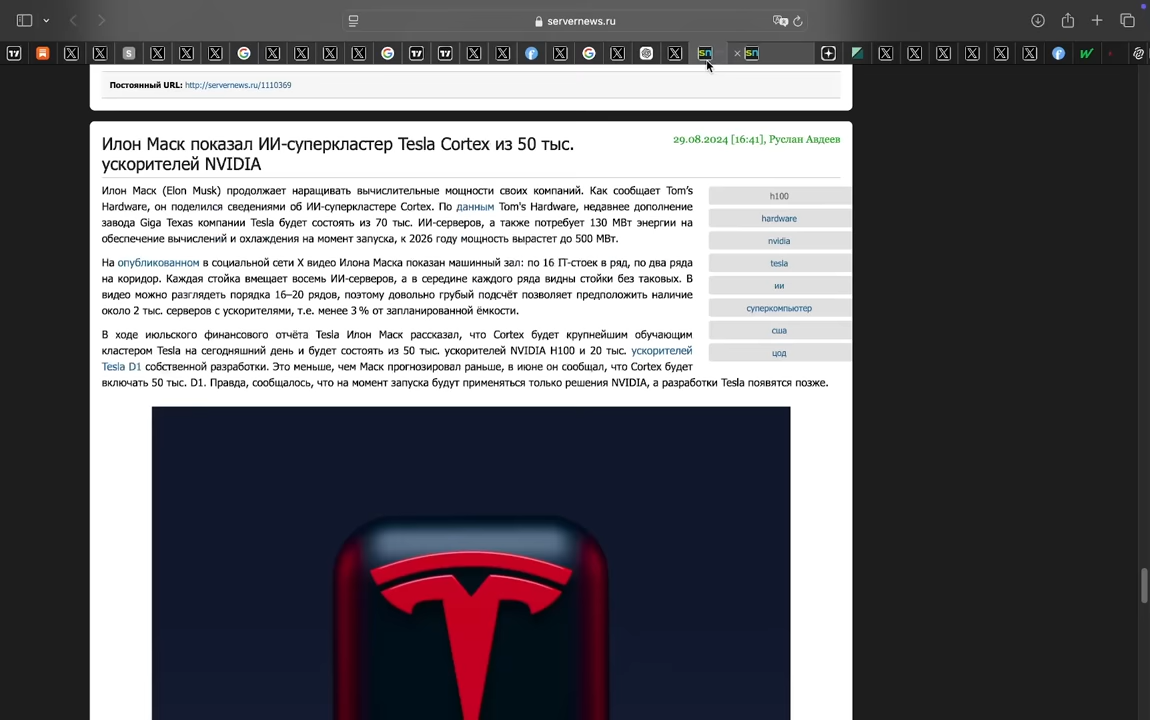 servernews.ru
Постоянный URL: http://servernews.ru/1110369
Илон Маск показал ИИ-суперкластер Tesla Cortex из 50 тыс.
ускорителей NVIDIA
29.08.2024 [16:41], Руслан Авдеев
Илон Маск (Elon Musk) продолжает наращивать вычислительные мощности своих компаний. Как сообщает Tom's
Hardware, он поделился сведениями об ИИ-суперкластере Cortex. По данным Tom's Hardware, недавнее дополнение
завода Giga Texas компании Tesla будет состоять из 70 тыс. ИИ-серверов, а также потребует 130 МВт энергии на
обеспечение вычислений и охлаждения на момент запуска, к 2026 году мощность вырастет до 500 МВт.
На опубликованном в социальной сети X видео Илона Маска показан машинный зал: по 16 IT-стоек в ряд, по два ряда
на коридор. Каждая стойка вмещает восемь ИИ-серверов, а в середине каждого ряда видны стойки без таковых. В
видео можно разглядеть порядка 16–20 рядов, поэтому довольно грубый подсчёт позволяет предположить наличие
около 2 тыс. серверов с ускорителями, т.е. менее 3 % от запланированной ёмкости.
В ходе июльского финансового отчёта Tesla Илон Маск рассказал, что Cortex будет крупнейшим обучающим
кластером Tesla на сегодняшний день и будет состоять из 50 тыс. ускорителей NVIDIA H100 и 20 тыс. ускорителей
Tesla D1 собственной разработки. Это меньше, чем Маск прогнозировал раньше, в июне он сообщал, что Cortex будет
включать 50 тыс. D1. Правда, сообщалось, что на момент запуска будут применяться только решения NVIDIA, а разработки Tesla появятся позже.
h100
hardware
nvidia
tesla
ии
суперкомпьютер
сша
цод